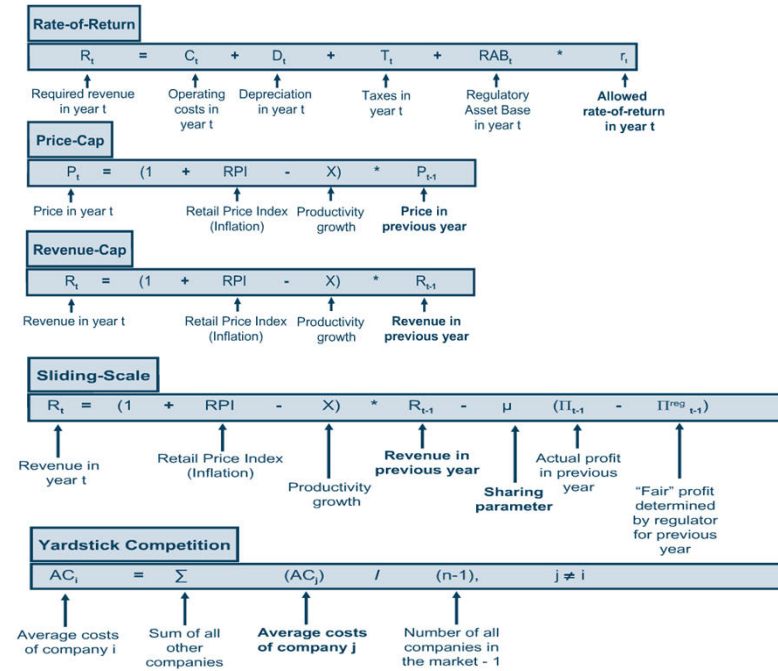 Rate-of-Return
Rt = Ct + Dt + Tt + RABt * rt
Required revenue in year t
Operating costs in year t
Depreciation in year t
Taxes in year t
Regulatory Asset Base in year t
Allowed rate-of-return in year t
Price-Cap
Pt = (1 + RPI - X) * Pt-1
Price in year t
Retail Price Index (Inflation)
Productivity growth
Price in previous year
Revenue-Cap
Rt = (1 + RPI - X) * Rt-1
Revenue in year t
Retail Price Index (Inflation)
Productivity growth
Revenue in previous year
Sliding-Scale
Rt = (1 + RPI - X) * Rt-1 - μ (Πt-1 - Πreg t-1)
Revenue in year t
Retail Price Index (Inflation)
Productivity growth
Revenue in previous year
Sharing parameter
Actual profit in previous year
“Fair” profit determined by regulator for previous year
Yardstick Competition
ACi = Σ (ACj) / (n-1), j ≠ i
Average costs of company i
Sum of all other companies
Average costs of company j
Number of all companies in the market - 1